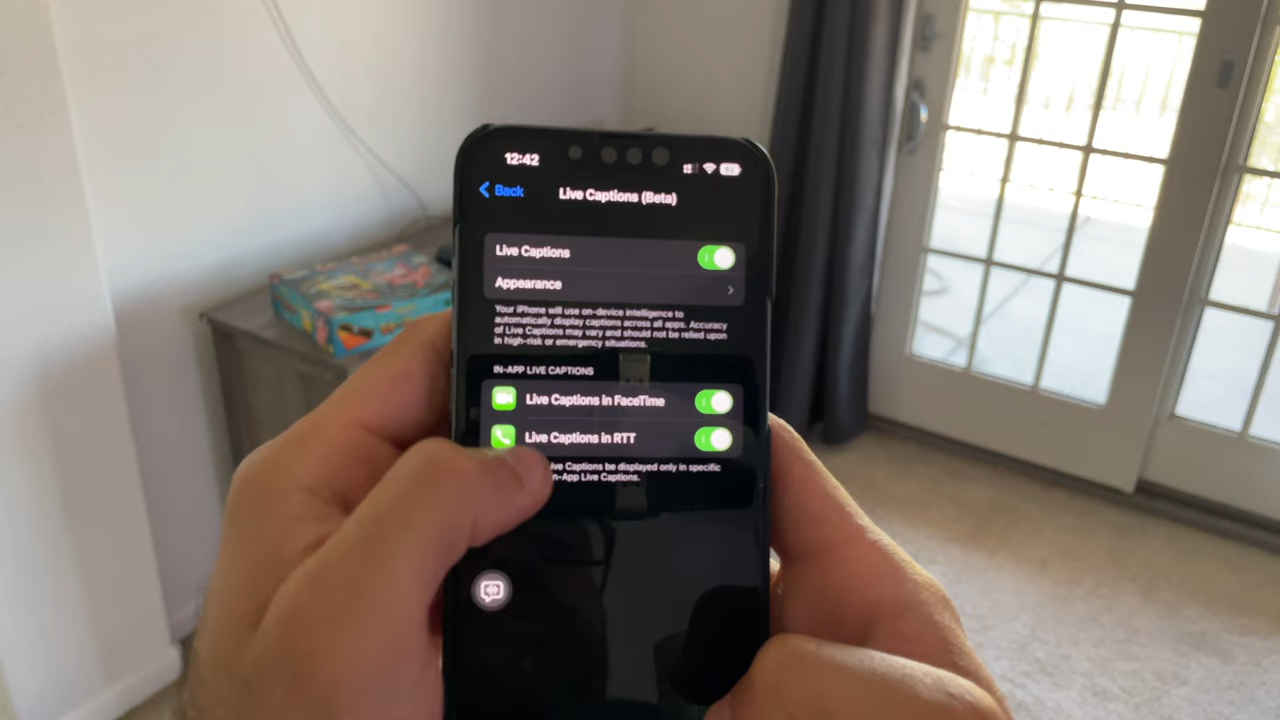 12:42
Back
Live Captions (Beta)
Live Captions
Appearance
Your iPhone will use on-device intelligence to
automatically display captions across all apps. Accuracy
of Live Captions may vary and should not be relied upon
in high-risk or emergency situations.
IN-APP LIVE CAPTIONS
Live Captions in FaceTime
Live Captions in RTT
ive Captions be displayed only in specific
n-App Live Captions.